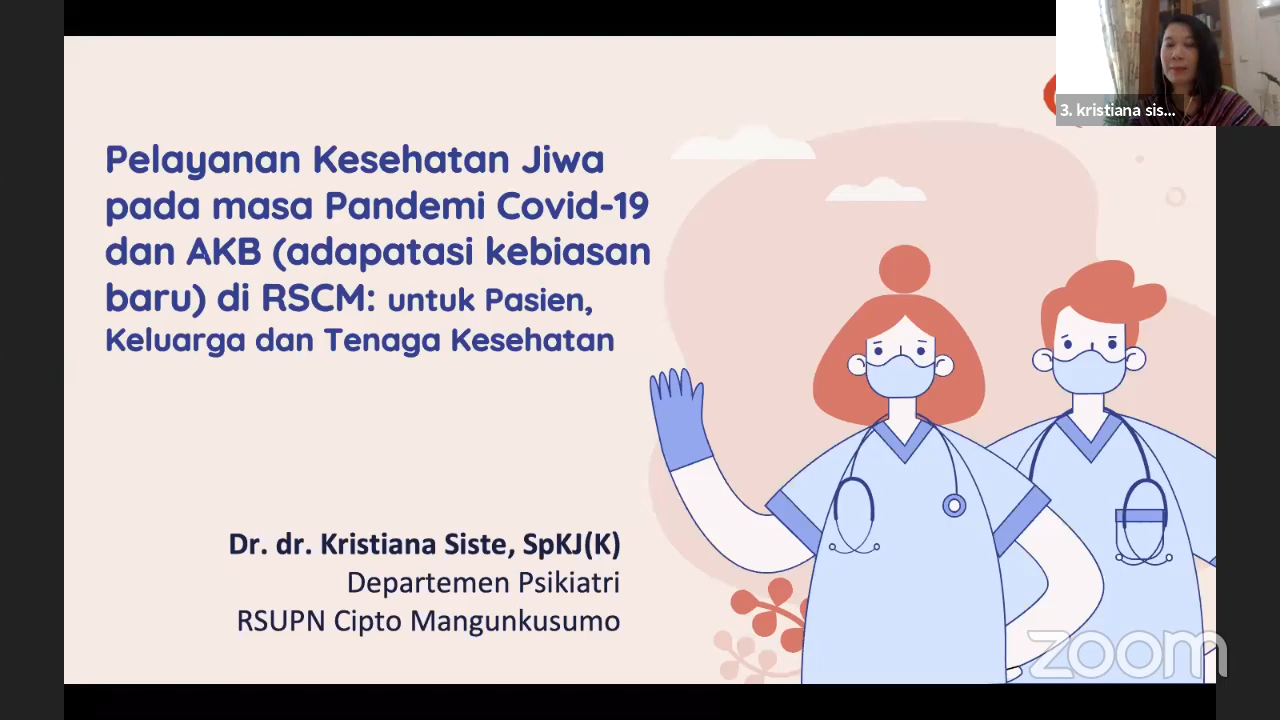 3. kristiana sis...
Pelayanan Kesehatan Jiwa
pada masa Pandemi Covid-19
dan AKB (adapatasi kebiasan
baru) di RSCM: untuk Pasien,
Keluarga dan Tenaga Kesehatan
Dr. dr. Kristiana Siste, SpKJ(K)
Departemen Psikiatri
RSUPN Cipto Mangunkusumo
zoom